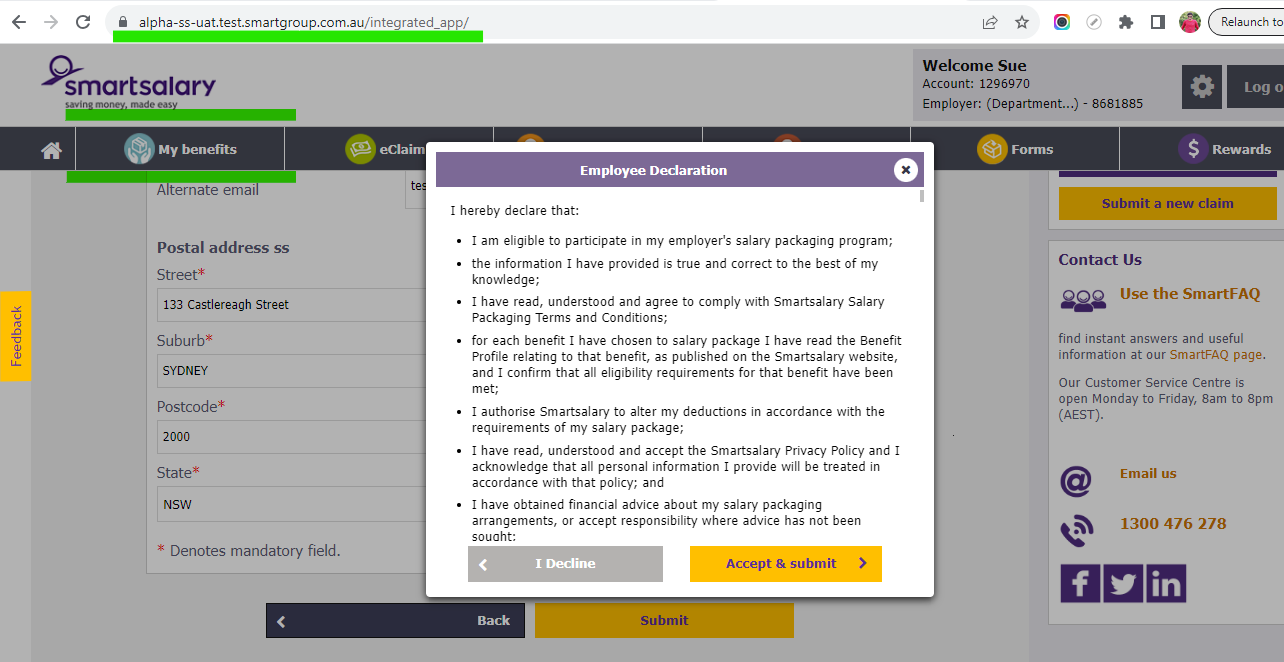 alpha-ss-uat.test.smartgroup.com.au/integrated_app/
Relaunch to
smartsalary
saving money, made easy
Welcome Sue
Account: 1296970
Employer: (Department...) - 8681885
Log o
My benefits
eClaim
Forms
$
Rewards
Employee Declaration
I hereby declare that:
• I am eligible to participate in my employer's salary packaging program;
• the information I have provided is true and correct to the best of my
knowledge;
• I have read, understood and agree to comply with Smartsalary Salary
Packaging Terms and Conditions;
• for each benefit I have chosen to salary package I have read the Benefit
Profile relating to that benefit, as published on the Smartsalary website,
and I confirm that all eligibility requirements for that benefit have been
met;
• I authorise Smartsalary to alter my deductions in accordance with the
requirements of my salary package;
• I have read, understood and accept the Smartsalary Privacy Policy and I
acknowledge that all personal information I provide will be treated in
accordance with that policy; and
• I have obtained financial advice about my salary packaging
arrangements, or accept responsibility where advice has not been
sought;
I Decline
Accept & submit
Alternate email
tes
Postal address ss
Street*
133 Castlereagh Street
Suburb*
SYDNEY
Postcode*
2000
State*
NSW
* Denotes mandatory field.
Back
Submit
Feedback
Submit a new claim
Contact Us
Use the SmartFAQ
find instant answers and useful
information at our SmartFAQ page.
Our Customer Service Centre is
open Monday to Friday, 8am to 8pm
(AEST).
@
Email us
1300 476 278
f
in